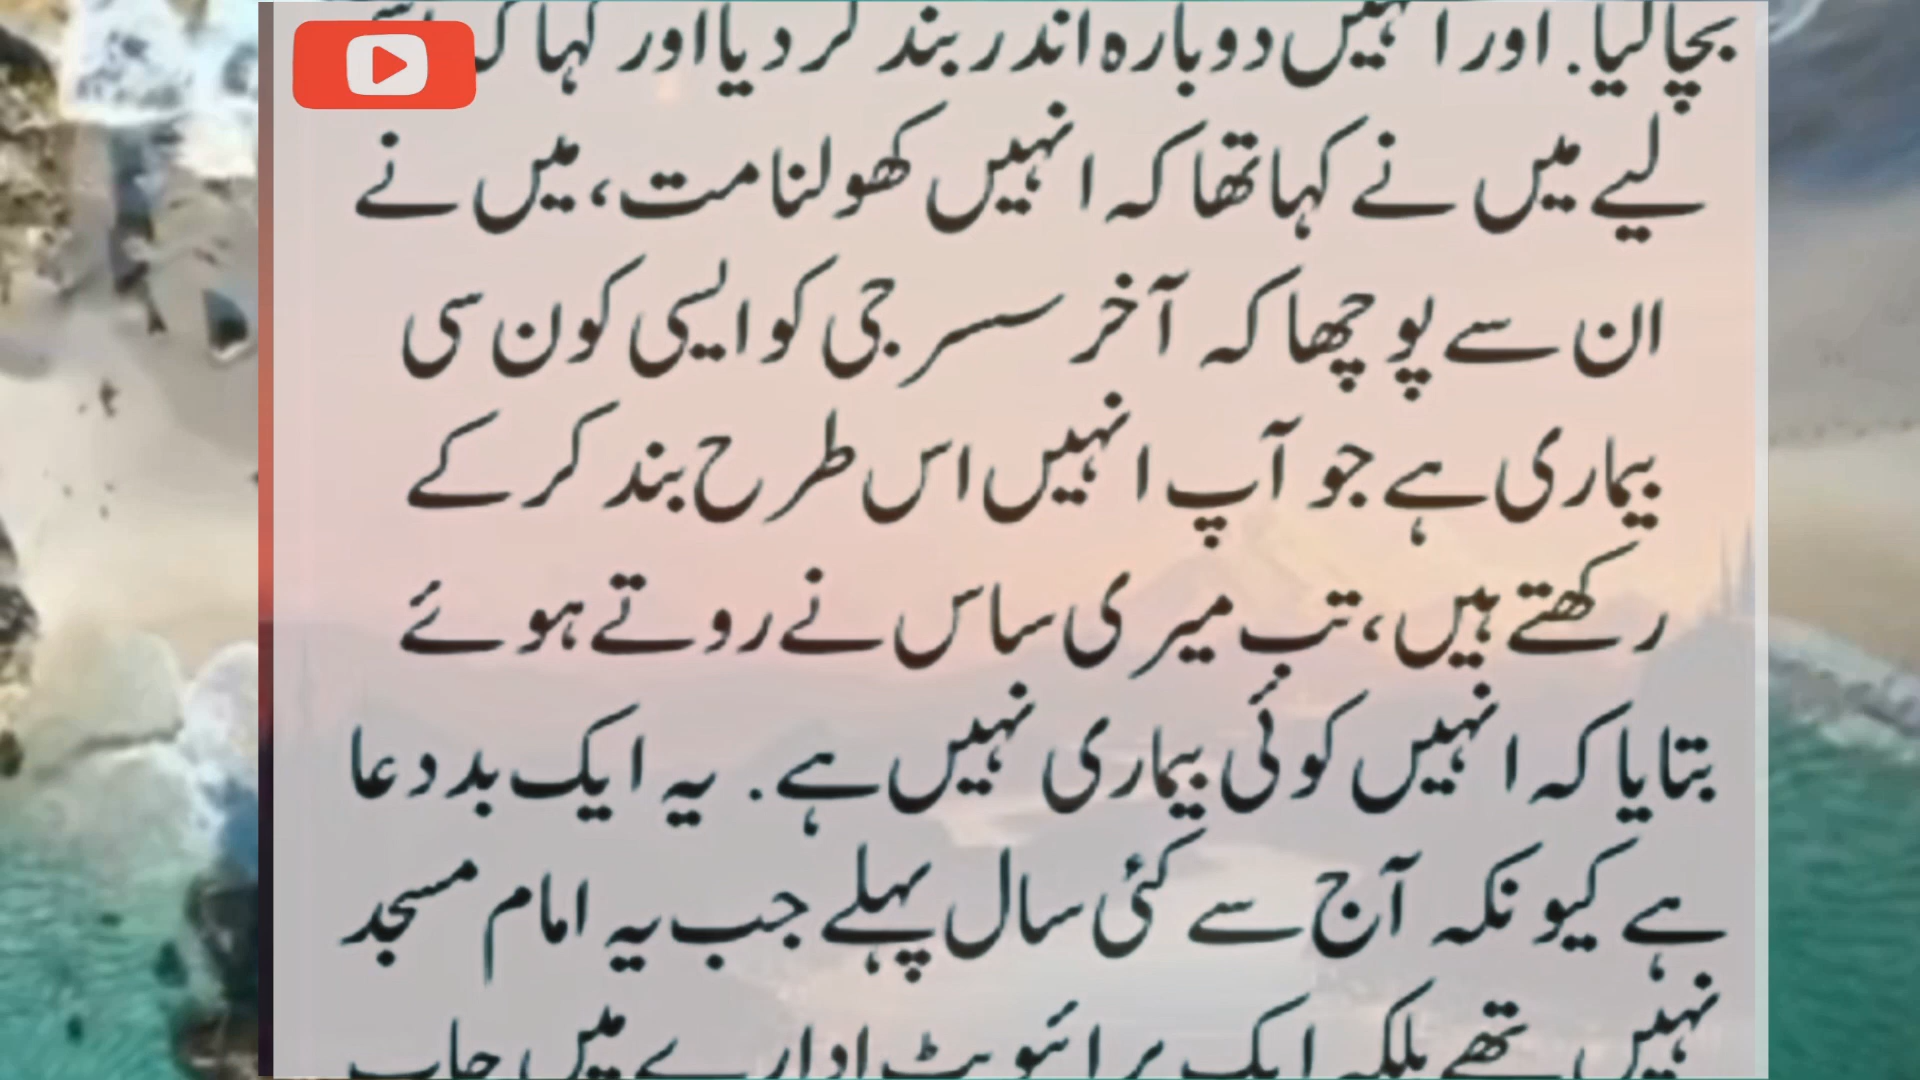 بچا لیا. اور انہیں دوبارہ اندر بند کر دیا اور کہا کہ
لیے میں نے کہا تھا کہ انہیں کھولنا مت، میں نے
ان سے پوچھا کہ آخر سسر جی کو ایسی کون سی
بیماری ہے جو آپ انہیں اس طرح بند کر کے
رکھتے ہیں، تب میری ساس نے روتے ہوئے
بتایا کہ انہیں کوئی بیماری نہیں ہے. یہ ایک بددعا
ہے کیونکہ آج سے کئی سال پہلے جب یہ امام مسجد
نہیں تھے بلکہ ایک پرائیویٹ ادارے میں جاب